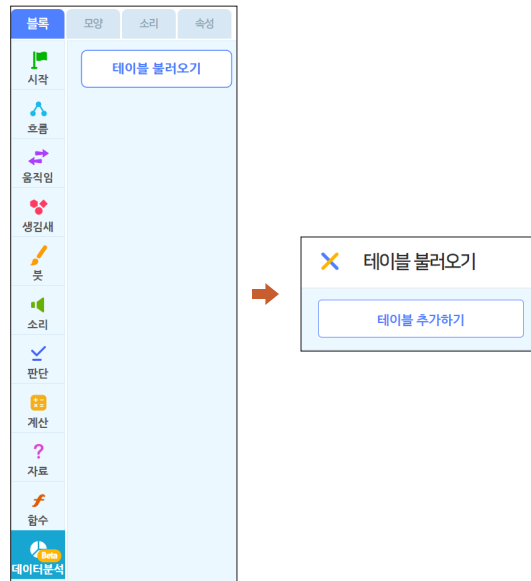 블록 모양 소리 속성
테이블 불러오기
시작
흐름
움직임
생김새
붓
소리
판단
계산
? 자료
함수
Beta
데이터분석
테이블 불러오기
테이블 추가하기